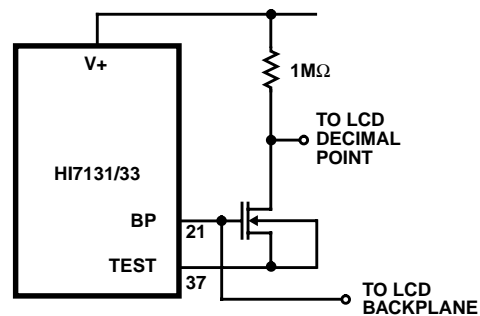 V+
1MΩ
TO LCD
DECIMAL
POINT
HI7131/33
BP
21
TEST
37
TO LCD
BACKPLANE